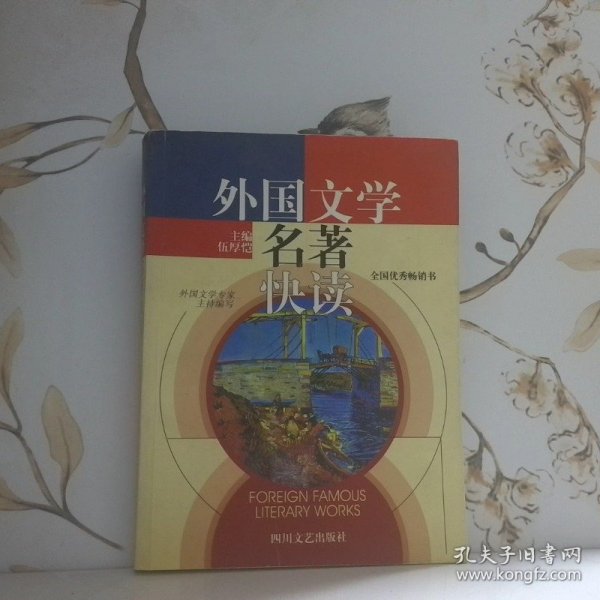 外国文学
名著
快读
主编
伍厚恺
全国优秀畅销书
外国文学专家
主持编写
FOREIGN FAMOUS
LITERARY WORKS
四川文艺出版社
孔夫子旧书网
www.kongfz.com